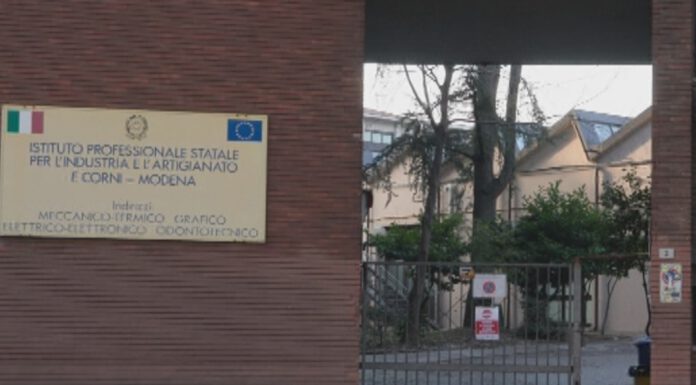 ISTITUTO PROFESSIONALE STATALE
PER L'INDUSTRIA E L'ARTIGIANATO
F. CORNI - MODENA
Indirizzi:
MECCANICO-TERMICO GRAFICO
ELETTRICO-ELETTRONICO ODONTOTECNICO